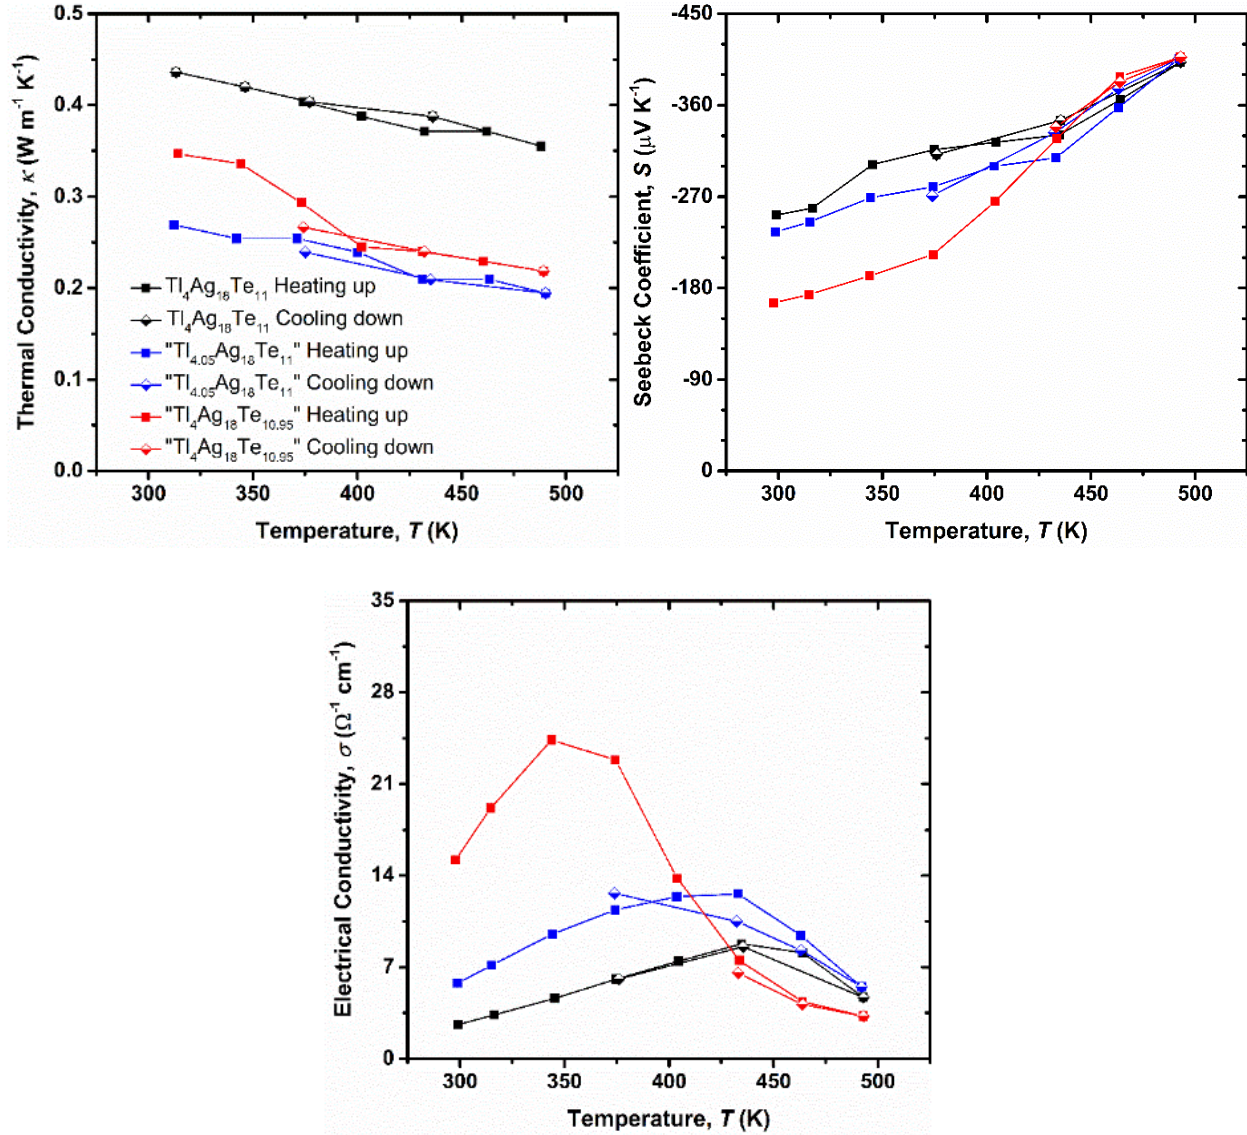 0.5
0.4
0.3
0.2
0.1
0.0
Thermal Conductivity, κ (W m⁻¹ K⁻¹)
Tl₄Ag₁₈Te₁₁ Heating up
Tl₄Ag₁₈Te₁₁ Cooling down
"Tl₄.₀₅Ag₁₈Te₁₁" Heating up
"Tl₄.₀₅Ag₁₈Te₁₁" Cooling down
"Tl₄Ag₁₈Te₁₀.₉₅" Heating up
"Tl₄Ag₁₈Te₁₀.₉₅" Cooling down
300 350 400 450 500
Temperature, T (K)
-450
-360
-270
-180
-90
0
Seebeck Coefficient, S (μV K⁻¹)
300 350 400 450 500
Temperature, T (K)
35
28
21
14
7
0
Electrical Conductivity, σ (Ω⁻¹ cm⁻¹)
300 350 400 450 500
Temperature, T (K)